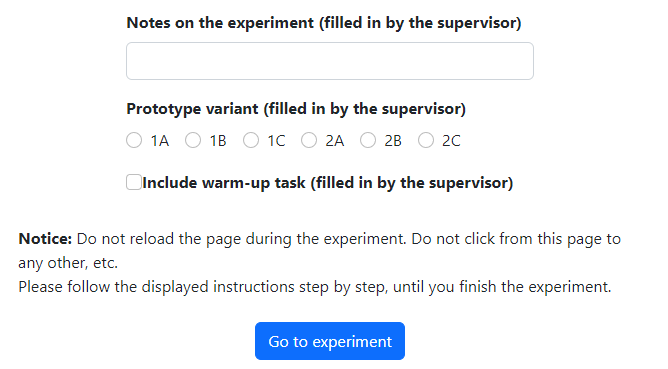 Notes on the experiment (filled in by the supervisor)
Prototype variant (filled in by the supervisor)
1A 1B 1C 2A 2B 2C
Include warm-up task (filled in by the supervisor)
Notice: Do not reload the page during the experiment. Do not click from this page to
any other, etc.
Please follow the displayed instructions step by step, until you finish the experiment.
Go to experiment